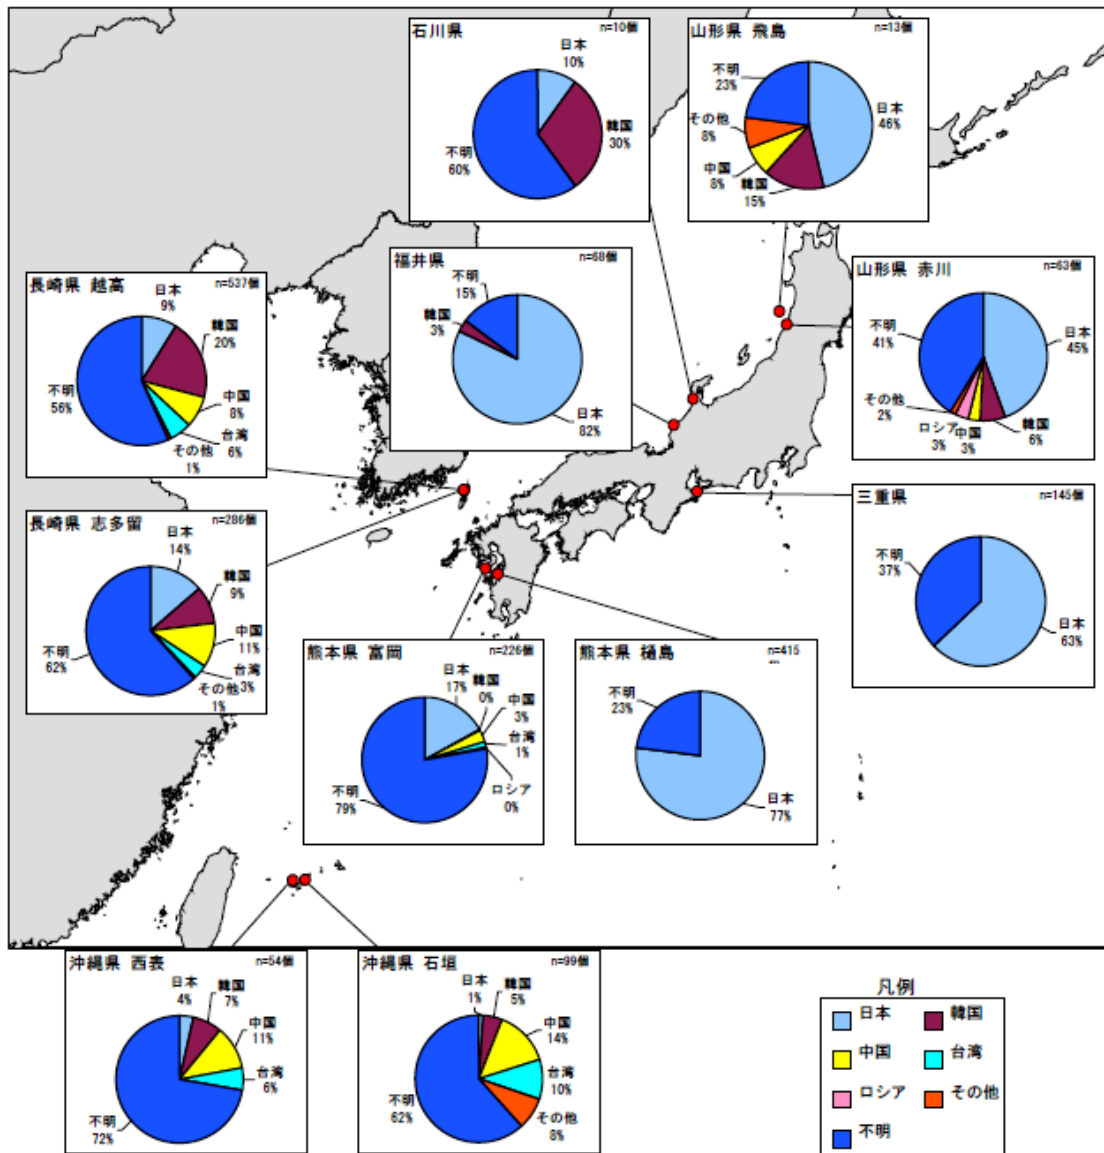 石川県 n=10個
日本
10%
韓国
30%
不明
60%
山形県 飛島 n=13個
不明
23%
日本
46%
その他
8%
中国
8%
韓国
15%
福井県 n=68個
不明
15%
韓国
3%
日本
82%
長崎県 越高 n=537個
日本
9%
韓国
20%
中国
8%
台湾
6%
その他
1%
不明
56%
山形県 赤川 n=63個
不明
41%
日本
45%
その他
2%
ロシア
3%
中国
3%
韓国
6%
長崎県 志多留 n=286個
日本
14%
韓国
9%
中国
11%
台湾
3%
その他
1%
不明
62%
三重県 n=145個
不明
37%
日本
63%
熊本県 富岡 n=226個
日本
17%
韓国
0%
中国
3%
台湾
1%
ロシア
0%
不明
79%
熊本県 樋島 n=415
不明
23%
日本
77%
沖縄県 西表 n=54個
日本
4%
韓国
7%
中国
11%
台湾
6%
不明
72%
沖縄県 石垣 n=99個
日本
1%
韓国
5%
中国
14%
台湾
10%
その他
8%
不明
62%
凡例
日本 韓国
中国 台湾
ロシア その他
不明